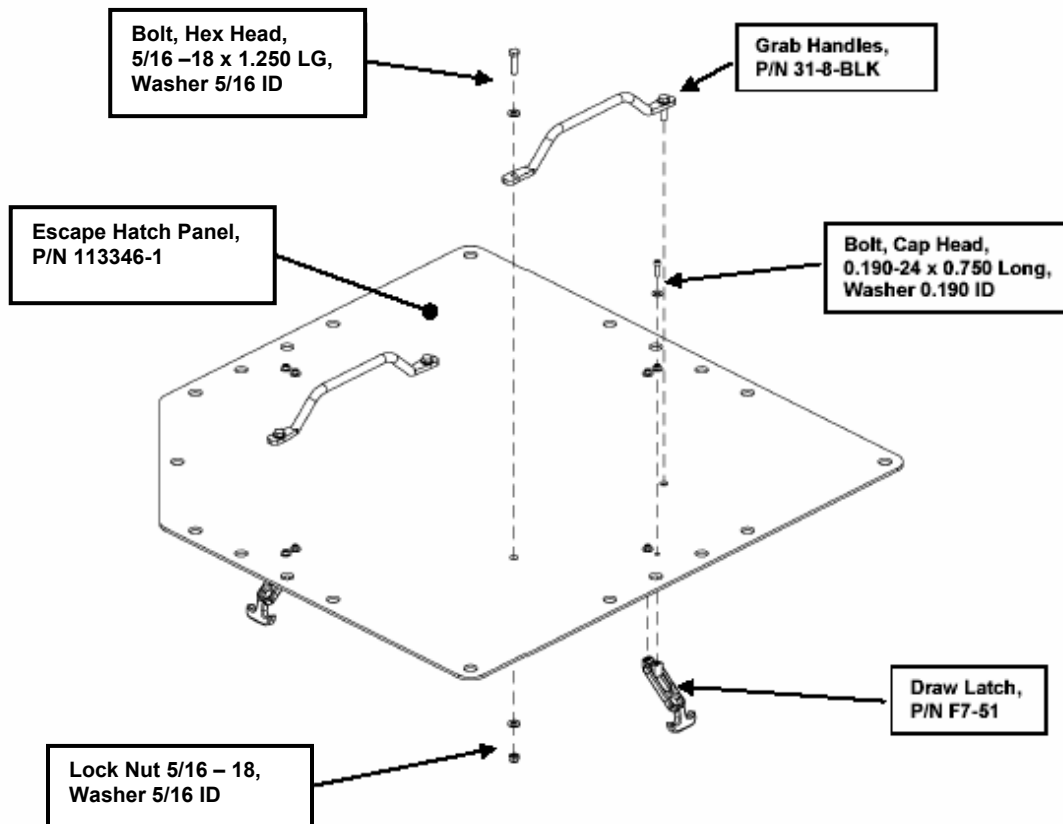 Bolt, Hex Head,
5/16 –18 x 1.250 LG,
Washer 5/16 ID
Grab Handles,
P/N 31-8-BLK
Escape Hatch Panel,
P/N 113346-1
Bolt, Cap Head,
0.190-24 x 0.750 Long,
Washer 0.190 ID
Draw Latch,
P/N F7-51
Lock Nut 5/16 – 18,
Washer 5/16 ID